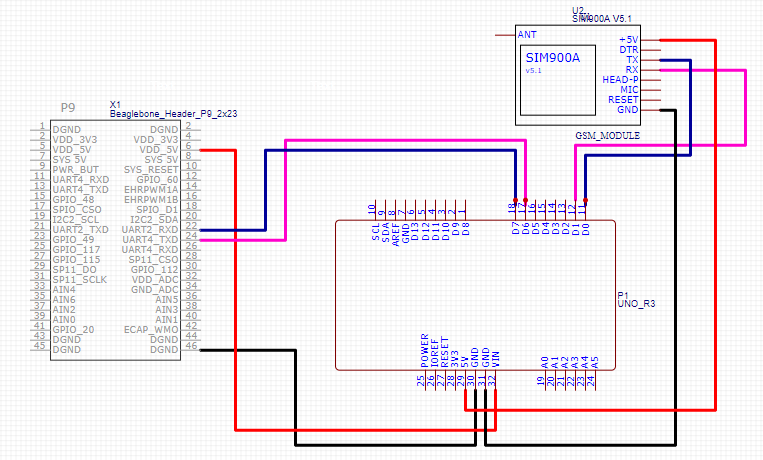 U2
SIM900A V5.1
ANT
SIM900A
v5.1
+5V
DTR
TX
RX
HEAD-P
MIC
RESET
GND
GSM_MODULE
P9
X1
Beaglebone_Header_P9_2x23
1 DGND DGND 2
3 VDD_3V3 VDD_3V3 4
5 VDD_5V VDD_5V 6
7 SYS 5V SYS_5V 8
9 PWR_BUT SYS_RESET 10
11 UART4_RXD GPIO_60 12
13 UART4_TXD EHRPWM1A 14
15 GPIO_48 EHRPWM1B 16
17 GPIO_CSO SPIO_D1 18
19 I2C2_SCL I2C2_SDA 20
21 UART2_TXD UART2_RXD 22
23 GPIO_49 UART4_TXD 24
25 GPIO_117 UART4_RXD 26
27 GPIO_115 SP11_CSO 28
29 SP11_DO GPIO_112 30
31 SP11_SCLK VDD_ADC 32
33 AIN4 GND_ADC 34
35 AIN6 AIN5 36
37 AIN2 AIN3 38
39 AIN0 AIN1 40
41 GPIO_20 ECAP_WMO 42
43 DGND DGND 44
45 DGND DGND 46
10 9 8 7 6 5 4 3 2 1 18 17 16 15 14 13 12 11
SCL SDA AREF GND D13 D12 D11 D10 D9 D8 D7 D6 D5 D4 D3 D2 D1 D0
P1
UNO_R3
POWER IOREF RESET 3V3 5V GND GND VIN A0 A1 A2 A3 A4 A5
25 26 27 28 29 30 31 32 19 20 21 22 23 24